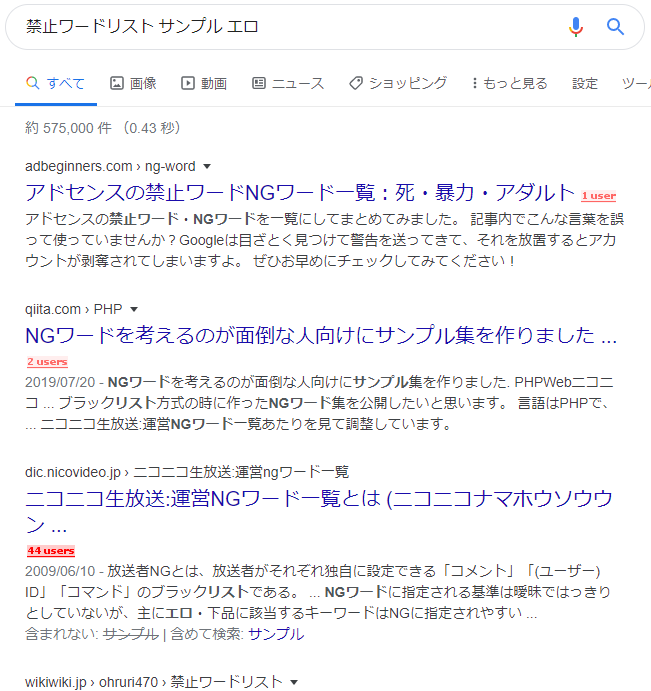 禁止ワードリスト サンプル エロ
すべて 画像 動画 ニュース ショッピング もっと見る 設定 ツー
約 575,000 件 （0.43 秒）
adbeginners.com › ng-word
アドセンスの禁止ワードNGワード一覧：死・暴力・アダルト 1 user
アドセンスの禁止ワード・NGワードを一覧にしてまとめてみました。 記事内でこんな言葉を誤
って使っていませんか？Googleは目ざとく見つけて警告を送ってきて、それを放置するとアカ
ウントが剥奪されてしまいますよ。 ぜひお早めにチェックしてみてください！
qiita.com › PHP
NGワードを考えるのが面倒な人向けにサンプル集を作りました ...
2 users
2019/07/20 - NGワードを考えるのが面倒な人向けにサンプル集を作りました. PHPWebニコニ
コ ... ブラックリスト方式の時に作ったNGワード集を公開したいと思います。 言語はPHPで、
... ニコニコ生放送:運営NGワード一覧あたりを見て調整しています。
dic.nicovideo.jp › ニコニコ生放送:運営ngワード一覧
ニコニコ生放送:運営NGワード一覧とは (ニコニコナマホウソウウ
ン ...
44 users
2009/06/10 - 放送者NGとは、放送者がそれぞれ独自に設定できる「コメント」「(ユーザー)
ID」「コマンド」のブラックリストである。 ... NGワードに指定される基準は曖昧ではっきり
としていないが、主にエロ・下品に該当するキーワードはNGに指定されやすい ...
含まれない: サンプル | 含めて検索: サンプル
wikiwiki.jp › ohruri470 › 禁止ワードリスト